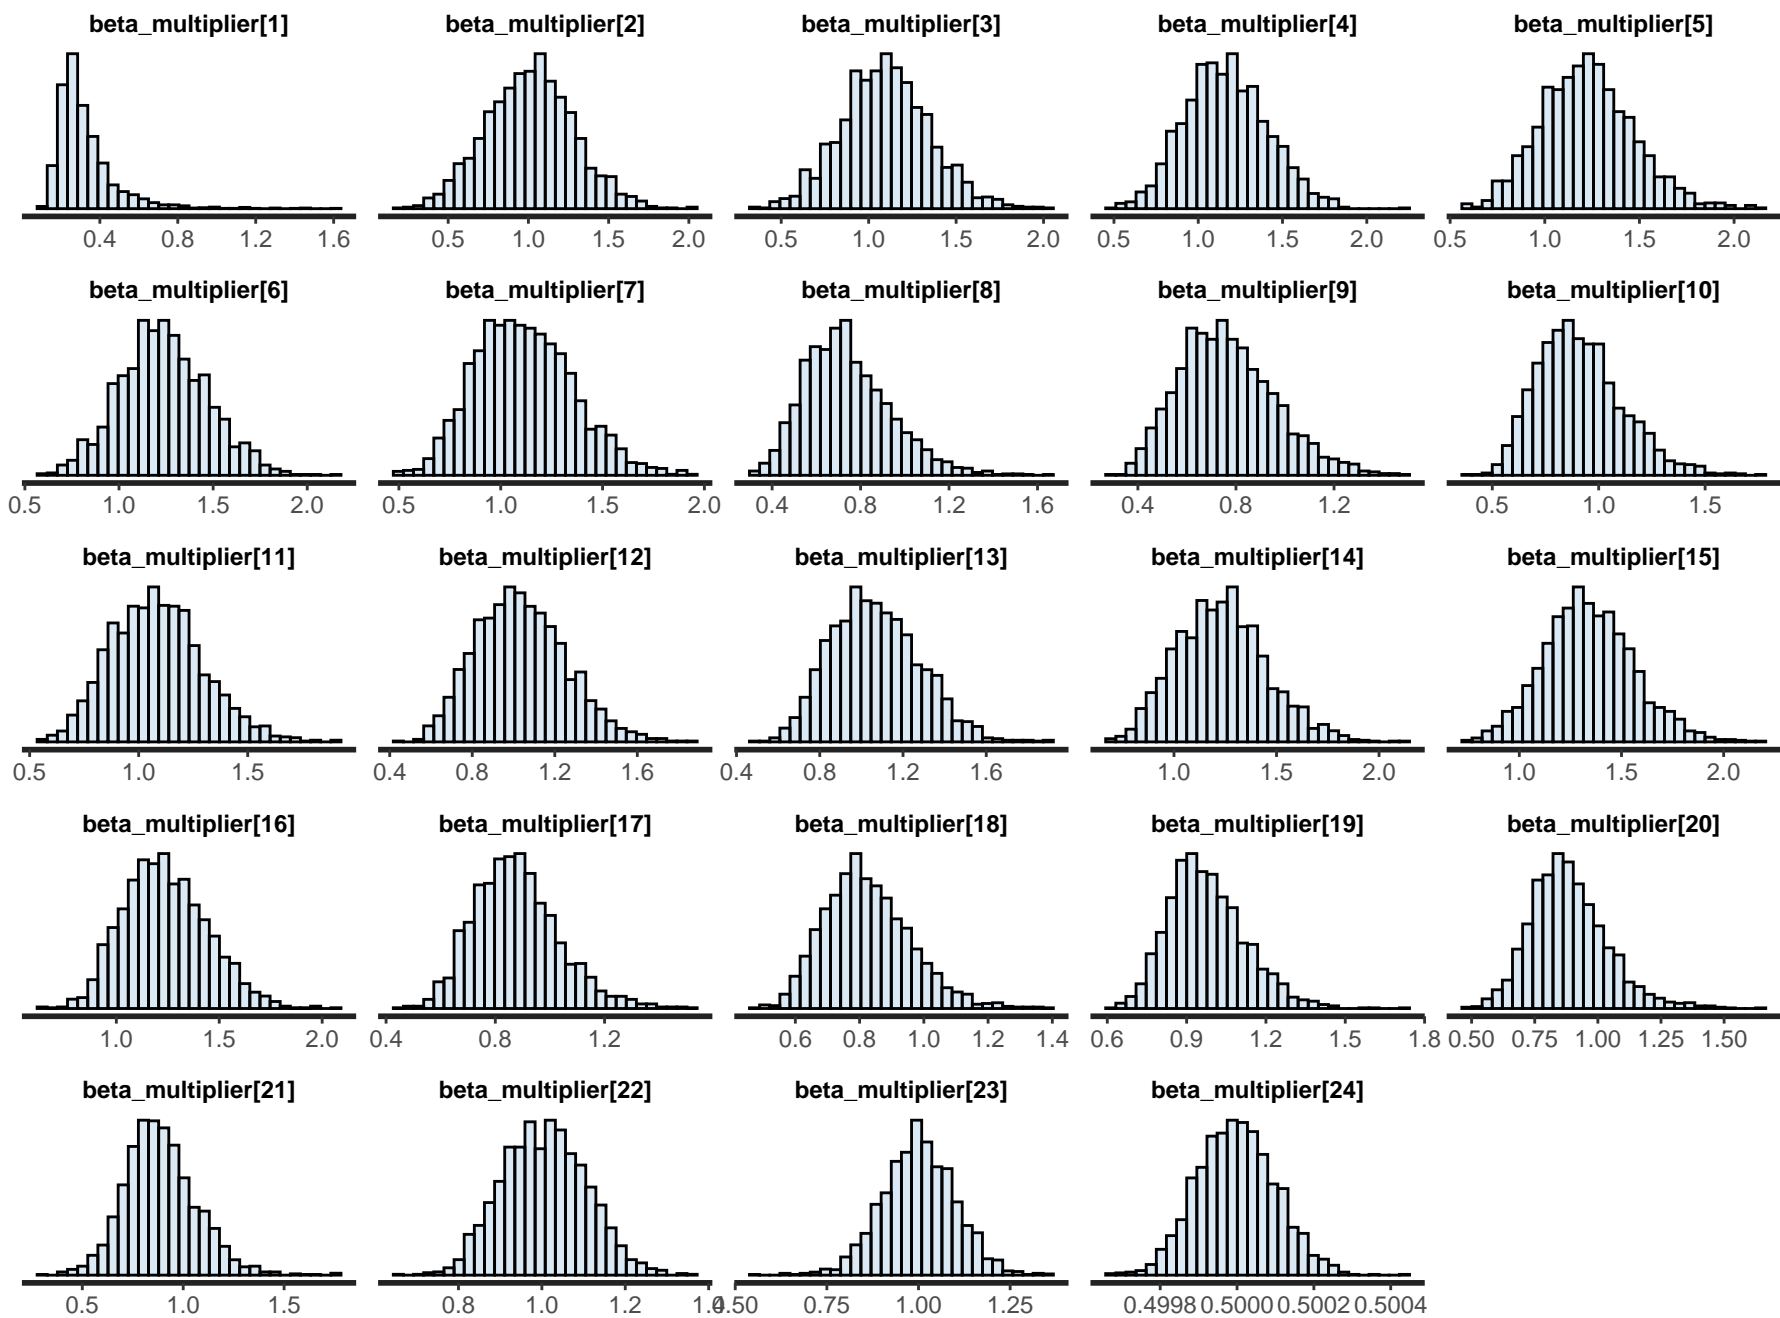 beta_multiplier[1] beta_multiplier[2] beta_multiplier[3] beta_multiplier[4] beta_multiplier[5]
0.4 0.8 1.2 1.6 0.5 1.0 1.5 2.0 0.5 1.0 1.5 2.0 0.5 1.0 1.5 2.0 0.5 1.0 1.5 2.0
beta_multiplier[6] beta_multiplier[7] beta_multiplier[8] beta_multiplier[9] beta_multiplier[10]
0.5 1.0 1.5 2.0 0.5 1.0 1.5 2.0 0.4 0.8 1.2 1.6 0.4 0.8 1.2 0.5 1.0 1.5
beta_multiplier[11] beta_multiplier[12] beta_multiplier[13] beta_multiplier[14] beta_multiplier[15]
0.5 1.0 1.5 0.4 0.8 1.2 1.6 0.4 0.8 1.2 1.6 1.0 1.5 2.0 1.0 1.5 2.0
beta_multiplier[16] beta_multiplier[17] beta_multiplier[18] beta_multiplier[19] beta_multiplier[20]
1.0 1.5 2.0 0.4 0.8 1.2 0.6 0.8 1.0 1.2 1.4 0.6 0.9 1.2 1.5 1.8 0.50 0.75 1.00 1.25 1.50
beta_multiplier[21] beta_multiplier[22] beta_multiplier[23] beta_multiplier[24]
0.5 1.0 1.5 0.8 1.0 1.2 1.4 0.50 0.75 1.00 1.25 0.4998 0.5000 0.5002 0.5004